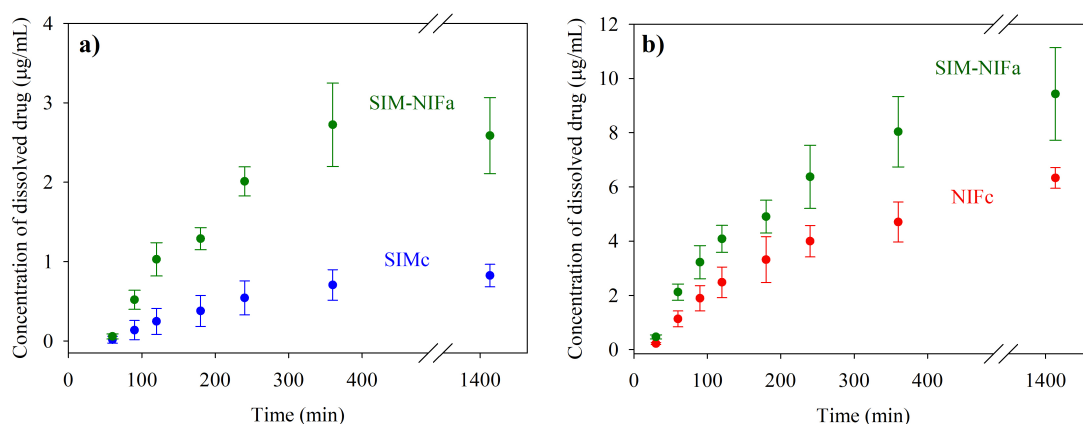 a)
Concentration of dissolved drug (μg/mL)
4
3
2
1
0
SIM-NIFa
SIMc
0
100
200
300
400
1400
Time (min)
b)
Concentration of dissolved drug (μg/mL)
12
10
8
6
4
2
0
SIM-NIFa
NIFc
0
100
200
300
400
1400
Time (min)